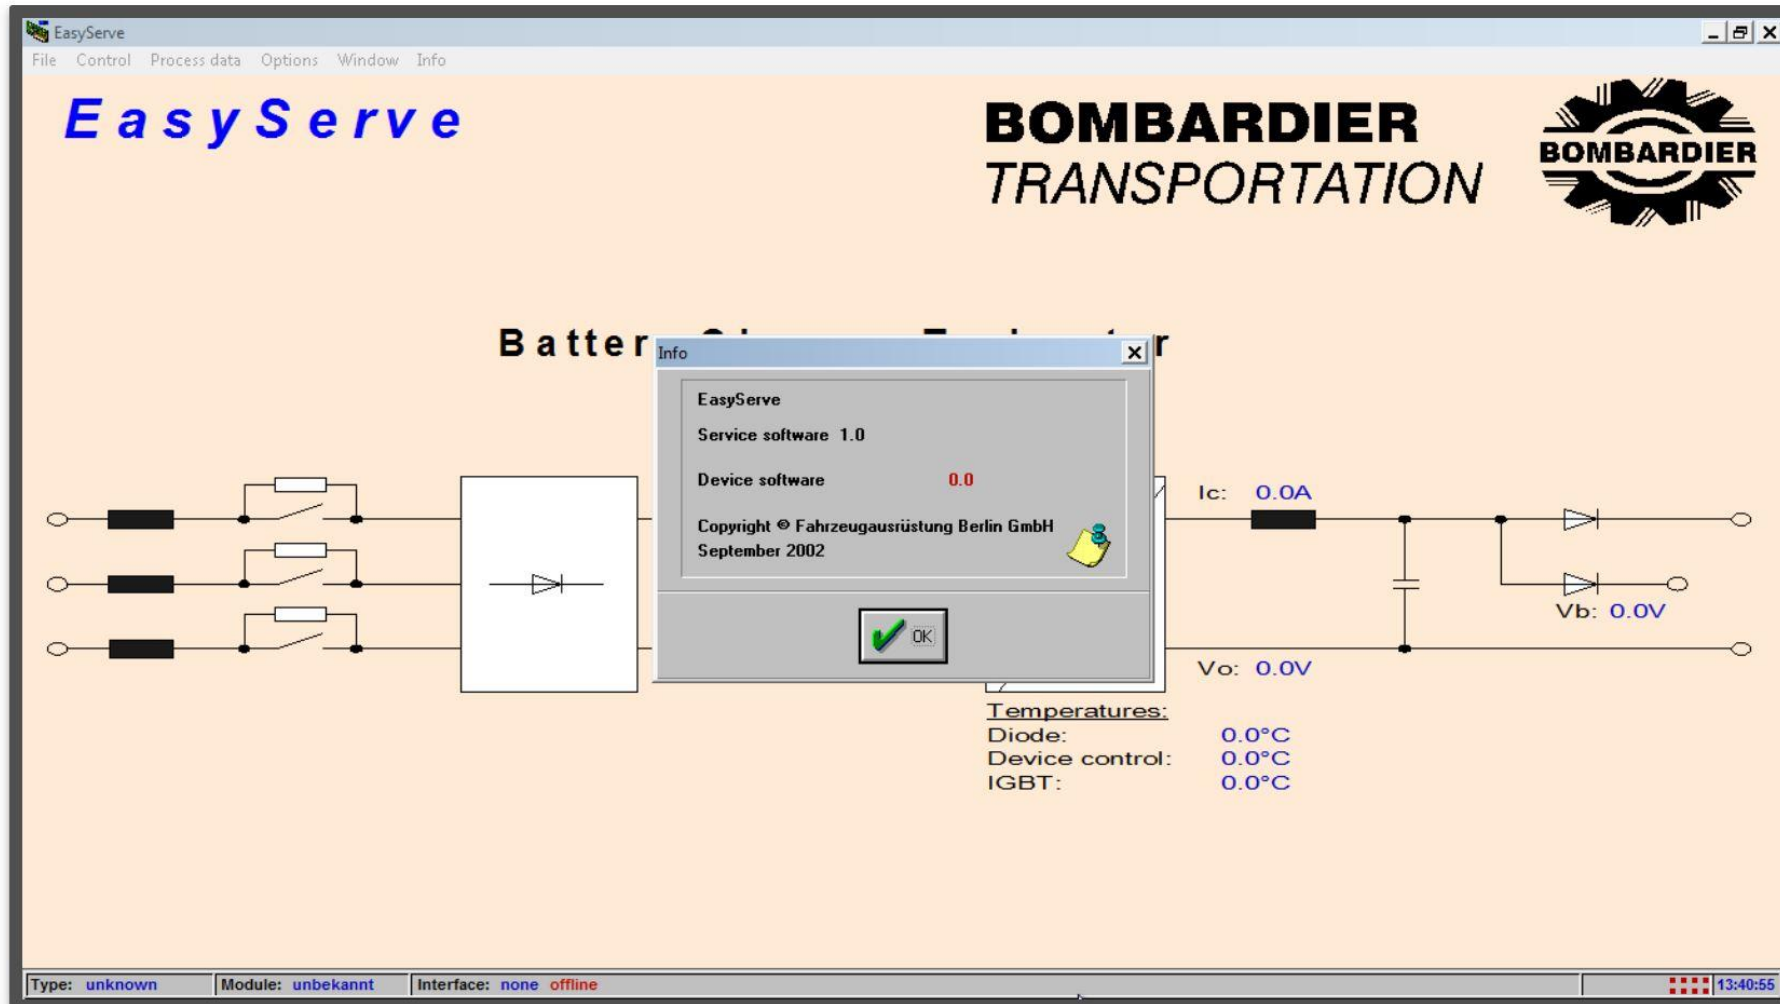 EasyServe
File Control Process data Options Window Info
EasyServe
BOMBARDIER
TRANSPORTATION
BOMBARDIER
Info
EasyServe
Service software 1.0
Device software 0.0
Copyright © Fahrzeugausrüstung Berlin GmbH
September 2002
OK
Ic: 0.0A
Vb: 0.0V
Vo: 0.0V
Temperatures:
Diode: 0.0°C
Device control: 0.0°C
IGBT: 0.0°C
Type: unknown Module: unbekannt Interface: none offline 13:40:55